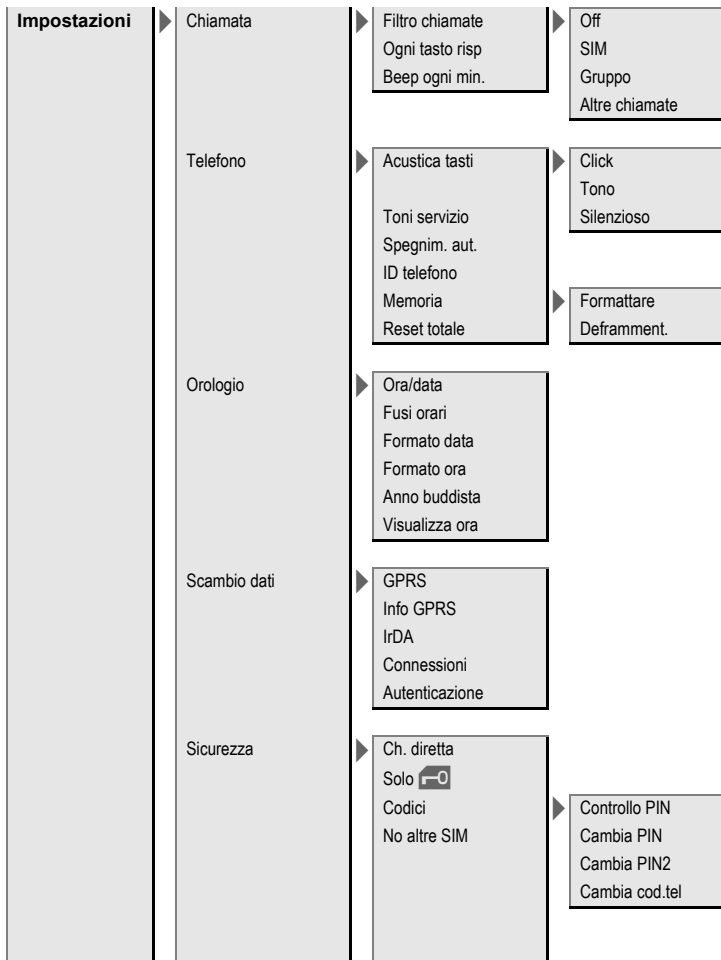 Impostazioni Chiamata Filtro chiamate Off
Ogni tasto risp SIM
Beep ogni min. Gruppo
Altre chiamate
Telefono Acustica tasti Click
Tono
Toni servizio Silenzioso
Spegnim. aut.
ID telefono
Memoria Formattare
Reset totale Deframment.
Orologio Ora/data
Fusi orari
Formato data
Formato ora
Anno buddista
Visualizza ora
Scambio dati GPRS
Info GPRS
IrDA
Connessioni
Autenticazione
Sicurezza Ch. diretta
Solo
Codici Controllo PIN
No altre SIM Cambia PIN
Cambia PIN2
Cambia cod.tel